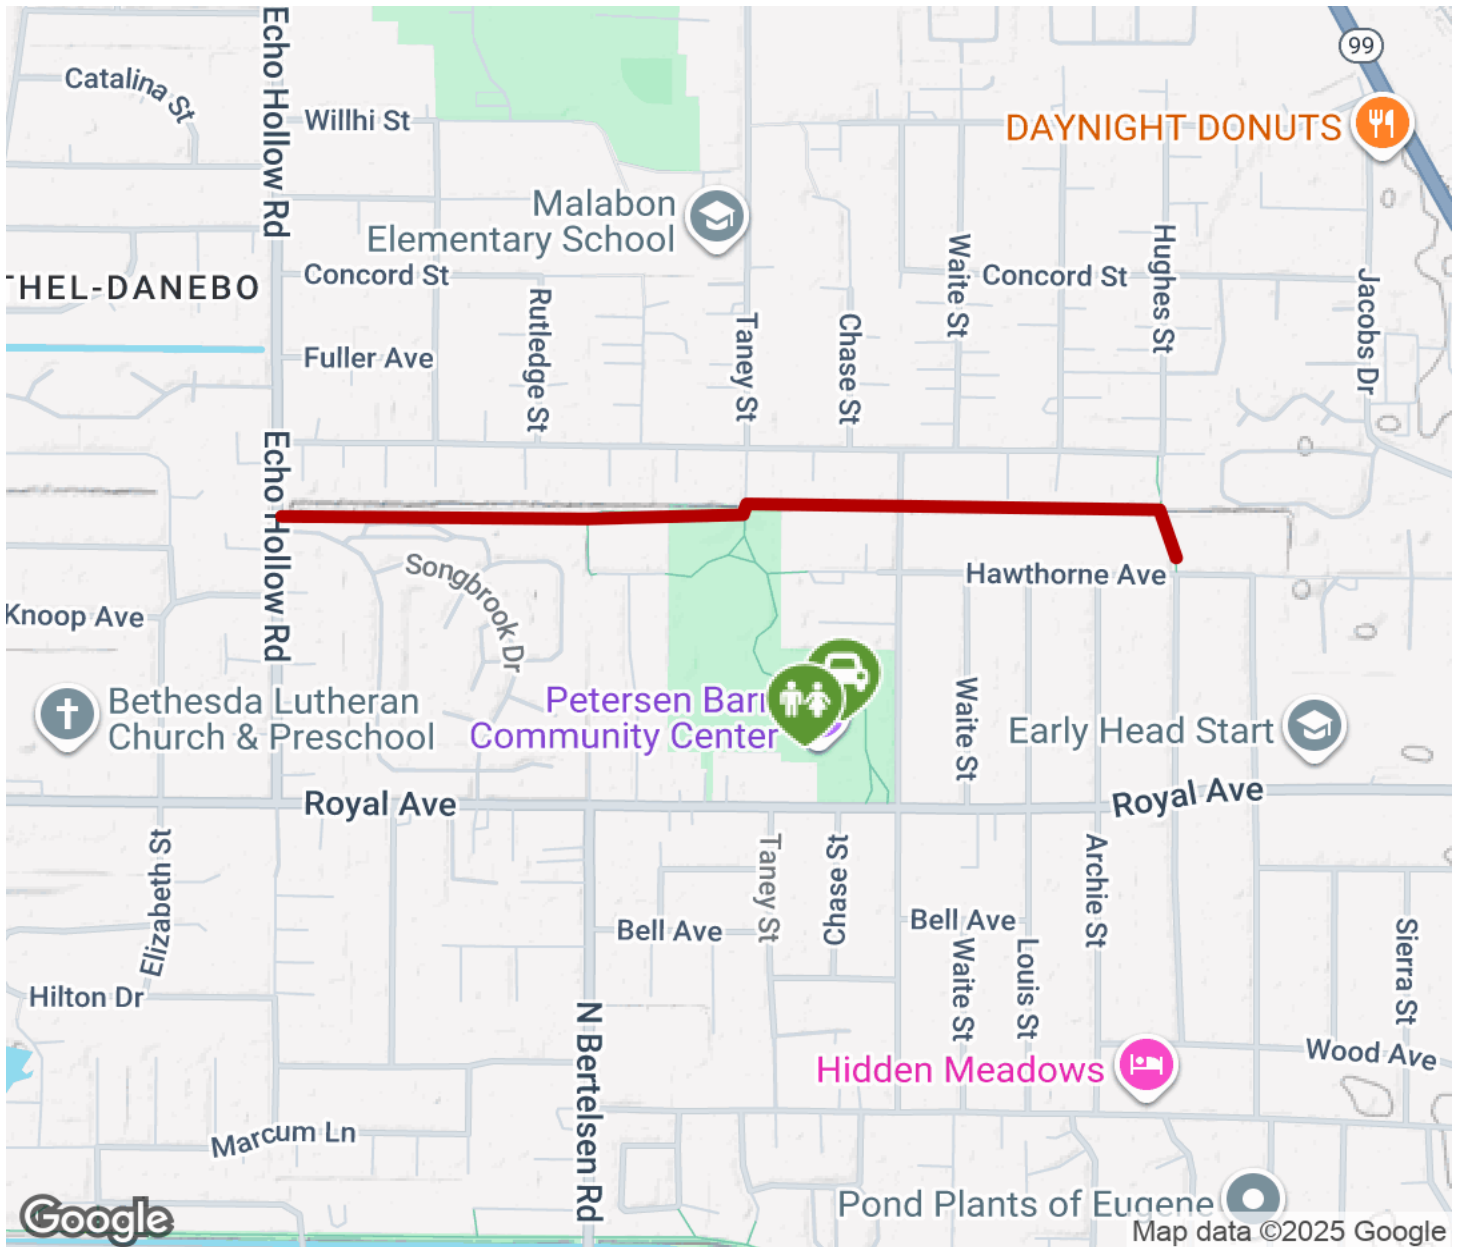 Echo Hollow Rd
99
Catalina St
Willhi St
DAYNIGHT DONUTS
Malabon
Elementary School
Waite St
Hughes St
THEL-DANEBO
Concord St
Concord St
Jacobs Dr
Rutledge St
Taney St
Chase St
Fuller Ave
Echo Hollow Rd
Songbrook Dr
Hawthorne Ave
Knoop Ave
Bethesda Lutheran
Church & Preschool
Petersen Barn
Community Center
Waite St
Early Head Start
Royal Ave
Royal Ave
Elizabeth St
Taney St
Chase St
Archie St
Bell Ave
Bell Ave
Waite St
Louis St
Sierra St
Hilton Dr
N Bertelsen Rd
Hidden Meadows
Wood Ave
Marcum Ln
Pond Plants of Eugene
Google
Map data ©2025 Google